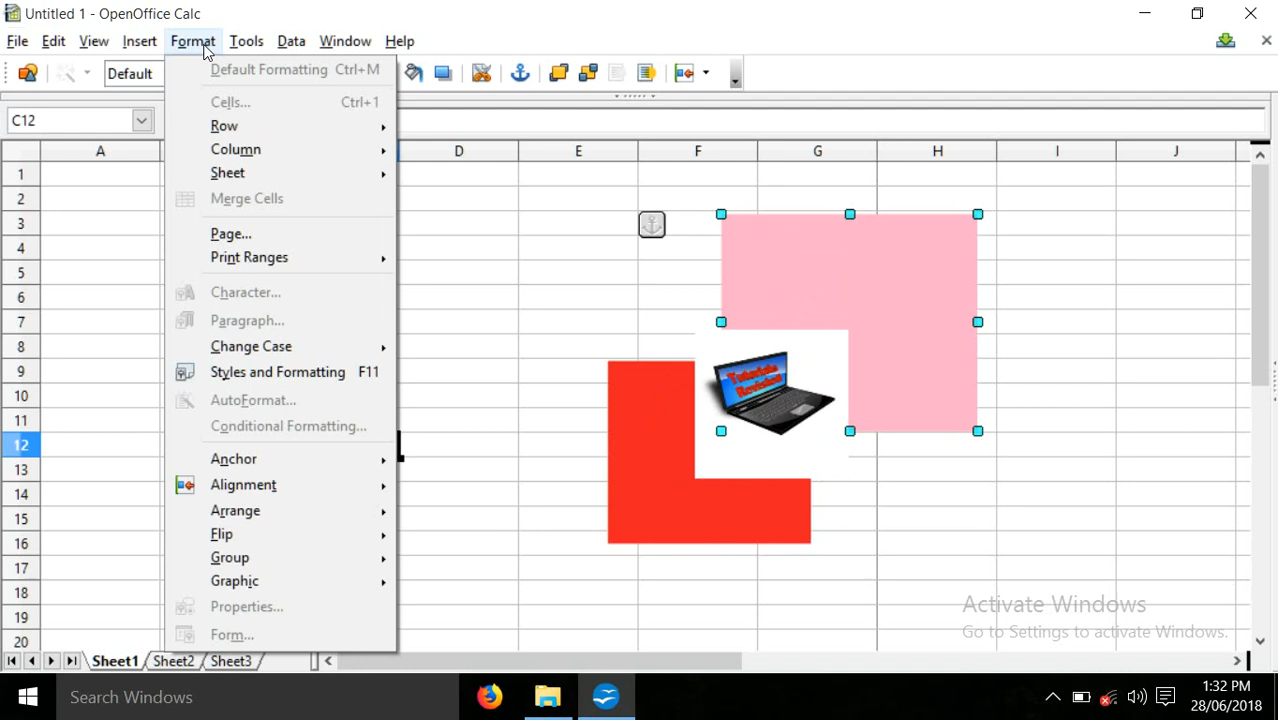 Untitled 1 - OpenOffice Calc
File Edit View Insert Format Tools Data Window Help
Default
C12
Default Formatting Ctrl+M
Cells... Ctrl+1
Row
Column
Sheet
Merge Cells
Page...
Print Ranges
Character...
Paragraph...
Change Case
Styles and Formatting F11
AutoFormat...
Conditional Formatting...
Anchor
Alignment
Arrange
Flip
Group
Graphic
Properties...
Form...
A D E F G H I J
1
2
3
4
5
6
7
8
9
10
11
12
13
14
15
16
17
18
19
20
Tutorials
Revisited
Activate Windows
Go to Settings to activate Windows.
Sheet1 Sheet2 Sheet3
Search Windows
1:32 PM
28/06/2018